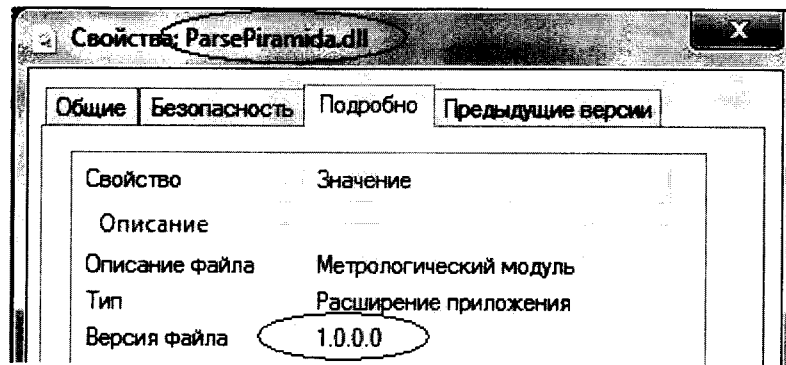 Свойства: ParsePiramida.dll
X
Общие Безопасность Подробно Предыдущие версии
Свойство Значение
Описание
Описание файла Метрологический модуль
Тип Расширение приложения
Версия файла 1.0.0.0